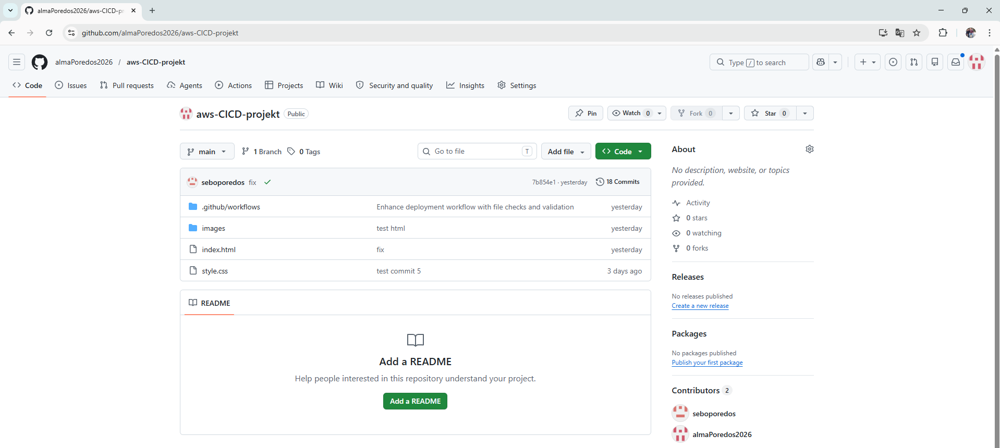 almaPoredos2026/aws-CICD-pr
github.com/almaPoredos2026/aws-CICD-projekt
almaPoredos2026 / aws-CICD-projekt
Type / to search
Code Issues Pull requests Agents Actions Projects Wiki Security and quality Insights Settings
aws-CICD-projekt Public
Pin Watch 0 Fork 0 Star 0
main 1 Branch 0 Tags Go to file T Add file Code
seboporedos fix 7b854e1 · yesterday 18 Commits
.github/workflows Enhance deployment workflow with file checks and validation yesterday
images test html yesterday
index.html fix yesterday
style.css test commit 5 3 days ago
README
Add a README
Help people interested in this repository understand your project.
Add a README
About
No description, website, or topics
provided.
Activity
0 stars
0 watching
0 forks
Releases
No releases published
Create a new release
Packages
No packages published
Publish your first package
Contributors 2
seboporedos
almaPoredos2026